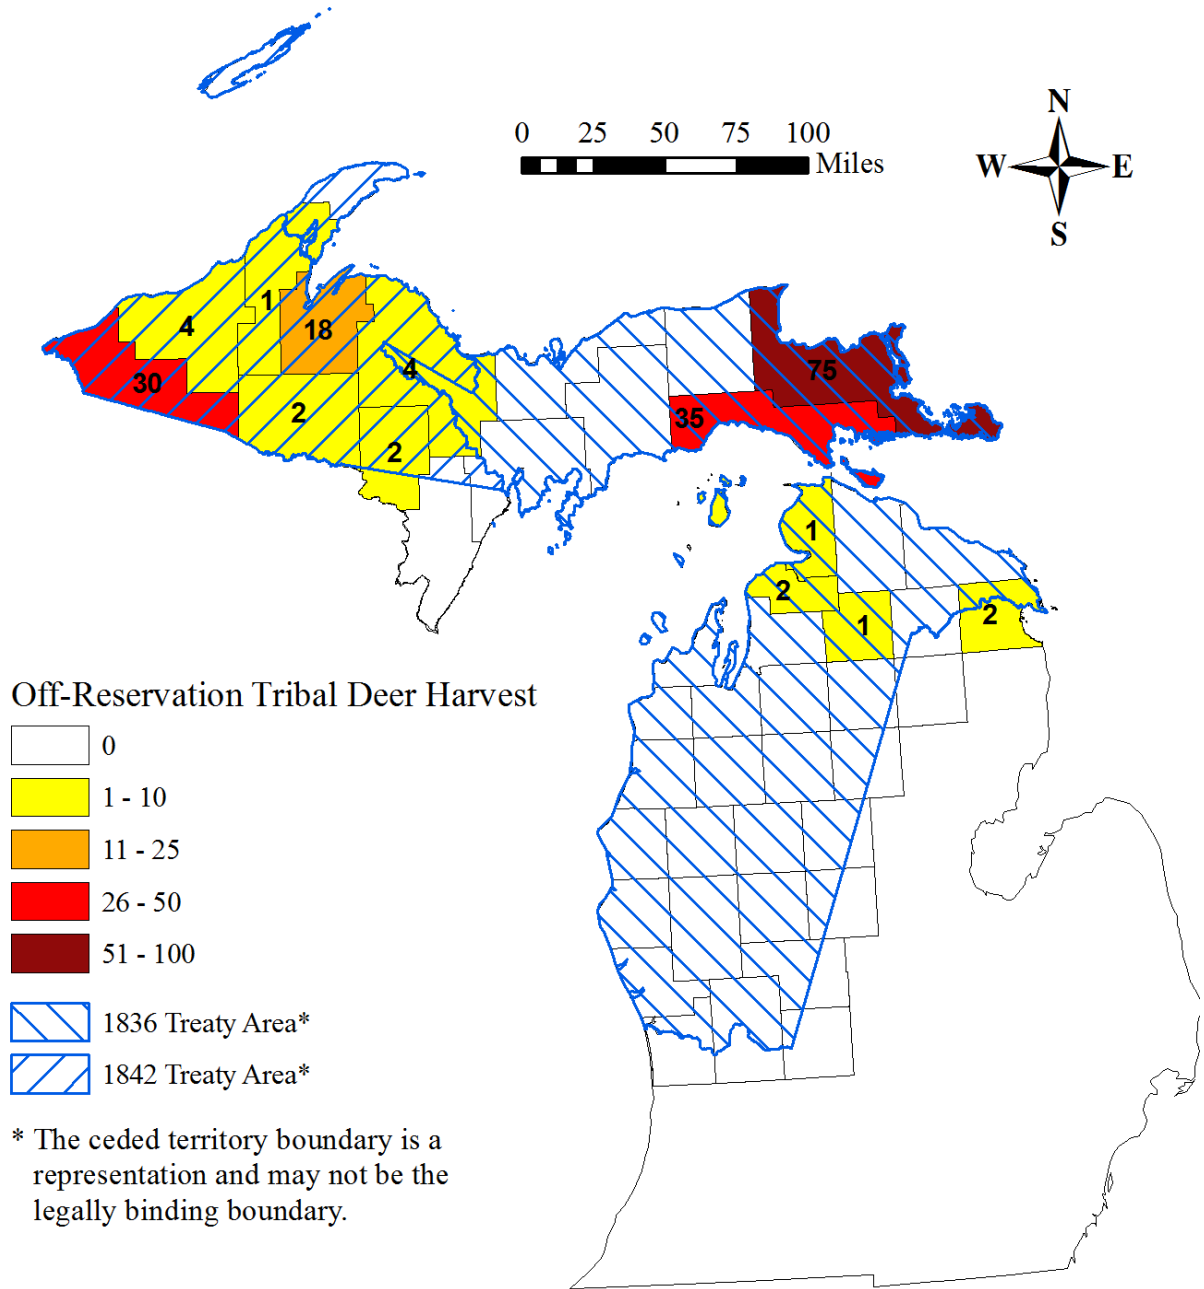 N
0 25 50 75 100
Miles
W E
S
1
4
18
30
4
75
2
35
2
1
2
1
2
Off-Reservation Tribal Deer Harvest
0
1 - 10
11 - 25
26 - 50
51 - 100
1836 Treaty Area*
1842 Treaty Area*
* The ceded territory boundary is a
representation and may not be the
legally binding boundary.